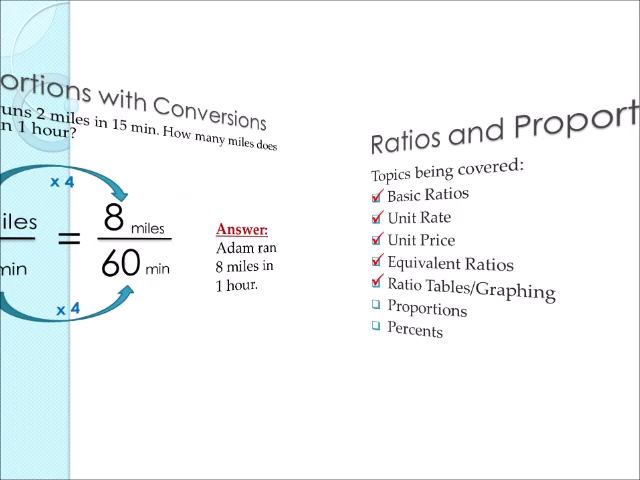 ortions with Conversions
uns 2 miles in 15 min. How many miles does
n 1 hour?
x 4
iles = 8 miles
min 60 min
x 4
Answer:
Adam ran
8 miles in
1 hour.
Ratios and Proport
Topics being covered:
Basic Ratios
Unit Rate
Unit Price
Equivalent Ratios
Ratio Tables/Graphing
Proportions
Percents